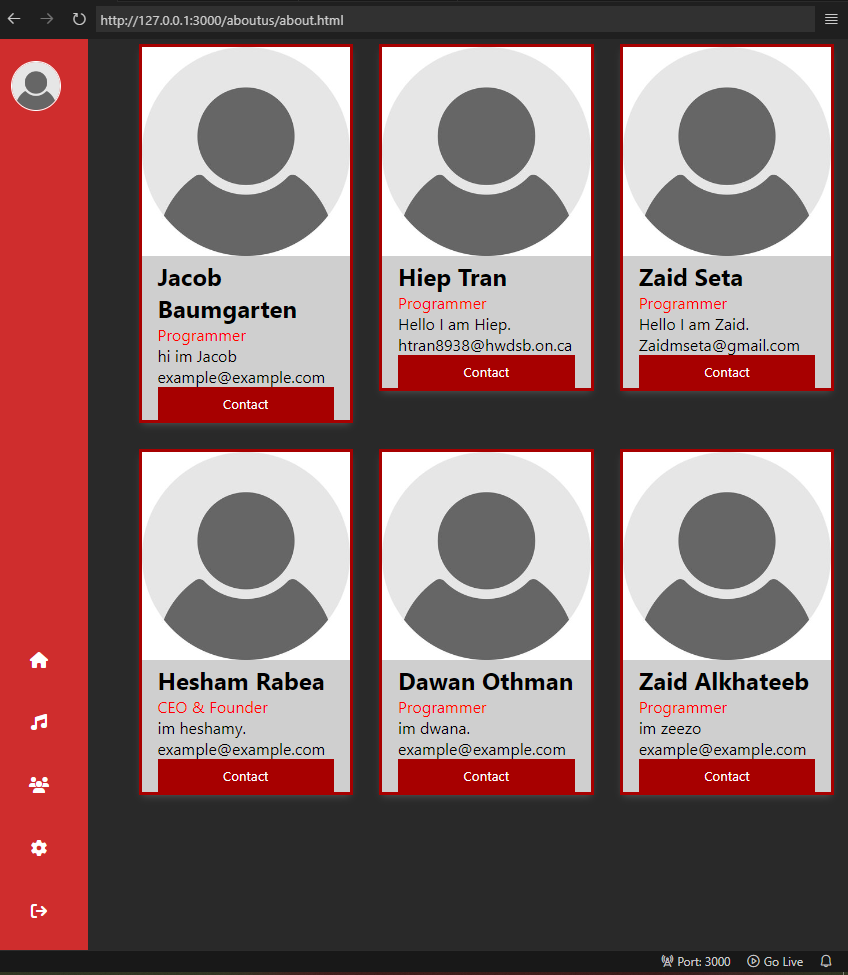 http://127.0.0.1:3000/aboutus/about.html
Jacob
Baumgarten
Programmer
hi im Jacob
example@example.com
Contact
Hiep Tran
Programmer
Hello I am Hiep.
htran8938@hwdsb.on.ca
Contact
Zaid Seta
Programmer
Hello I am Zaid.
Zaidmseta@gmail.com
Contact
Hesham Rabea
CEO & Founder
im heshamy.
example@example.com
Contact
Dawan Othman
Programmer
im dwana.
example@example.com
Contact
Zaid Alkhateeb
Programmer
im zeezo
example@example.com
Contact
Port: 3000
Go Live